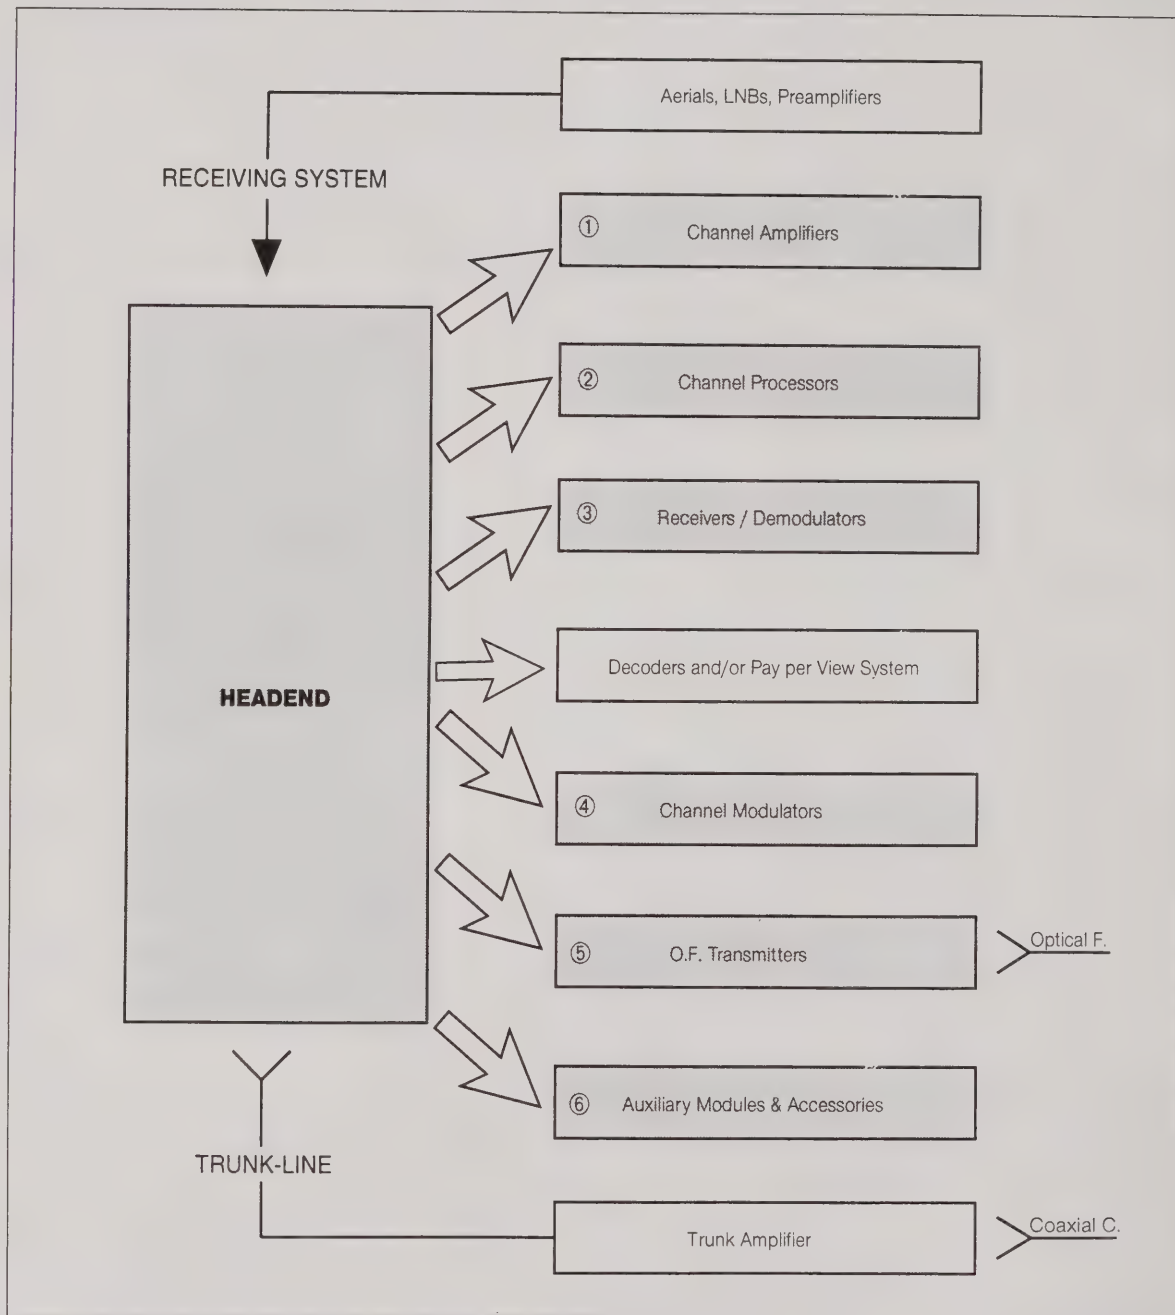 Aerials, LNBs, Preamplifiers
RECEIVING SYSTEM
① Channel Amplifiers
② Channel Processors
③ Receivers / Demodulators
Decoders and/or Pay per View System
HEADEND
④ Channel Modulators
⑤ O.F. Transmitters
Optical F.
⑥ Auxiliary Modules & Accessories
TRUNK-LINE
Trunk Amplifier
Coaxial C.